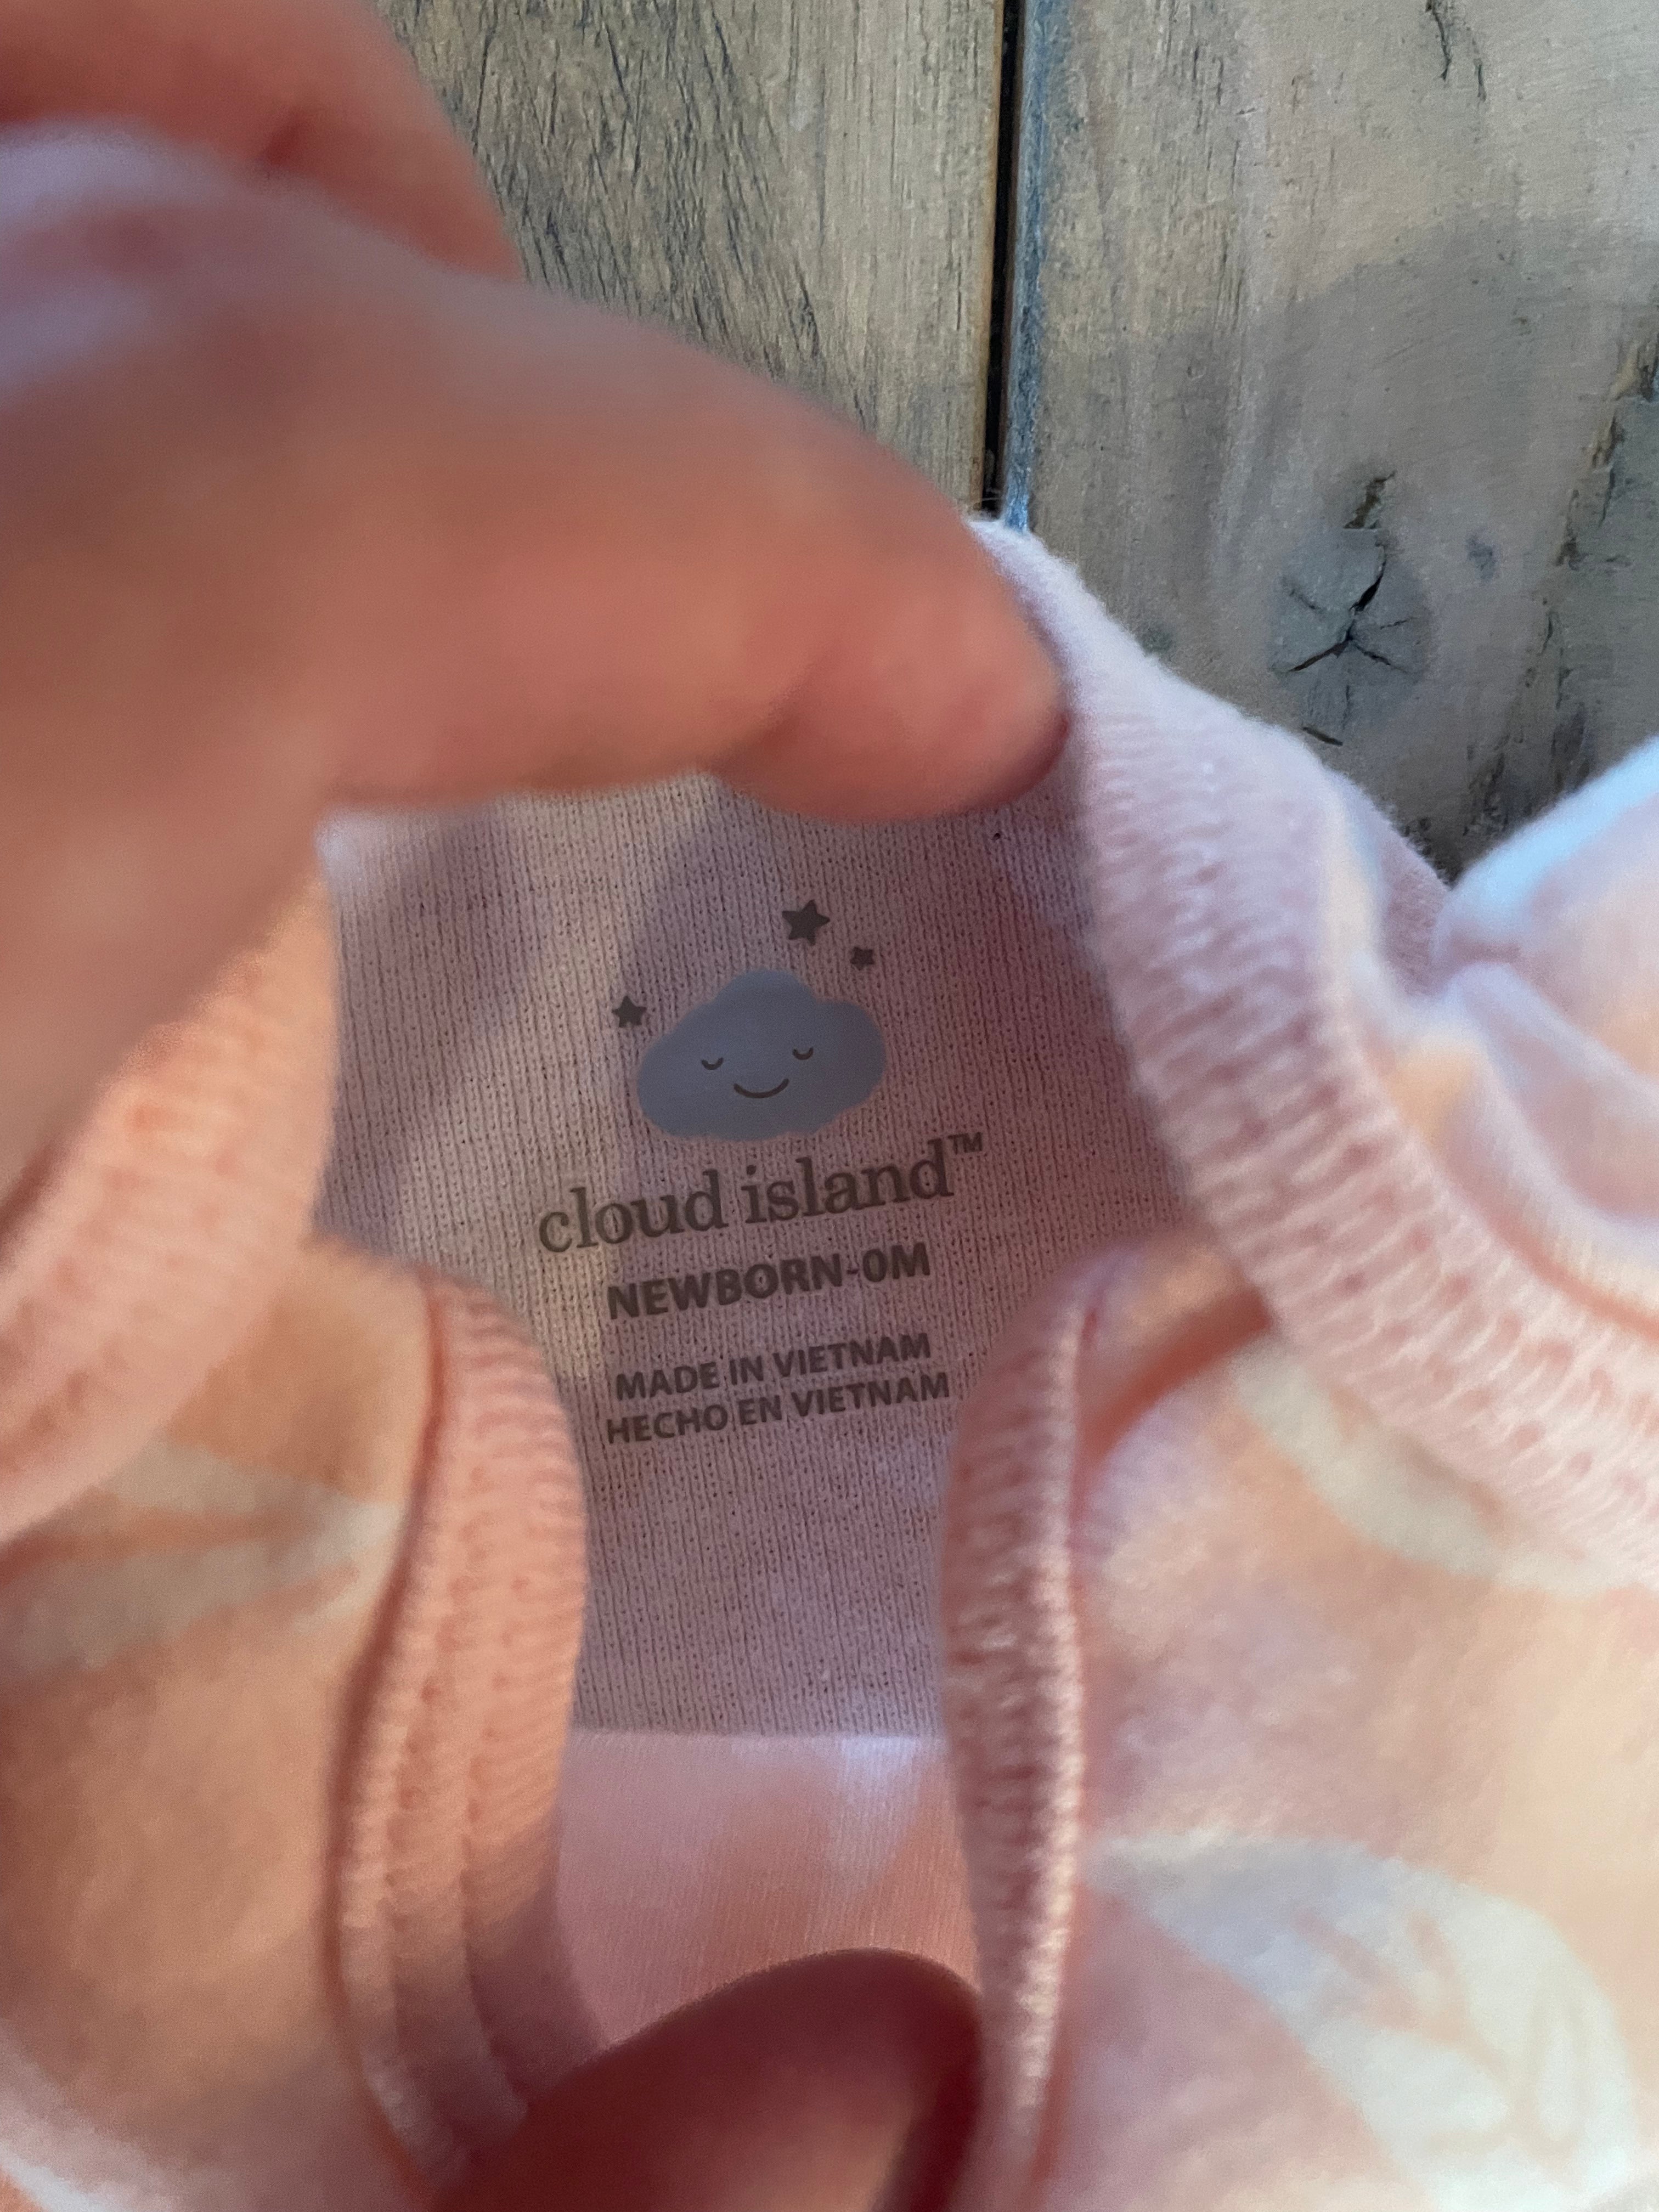 cloud island™
NEWBORN-0M
MADE IN VIETNAM
HECHO EN VIETNAM